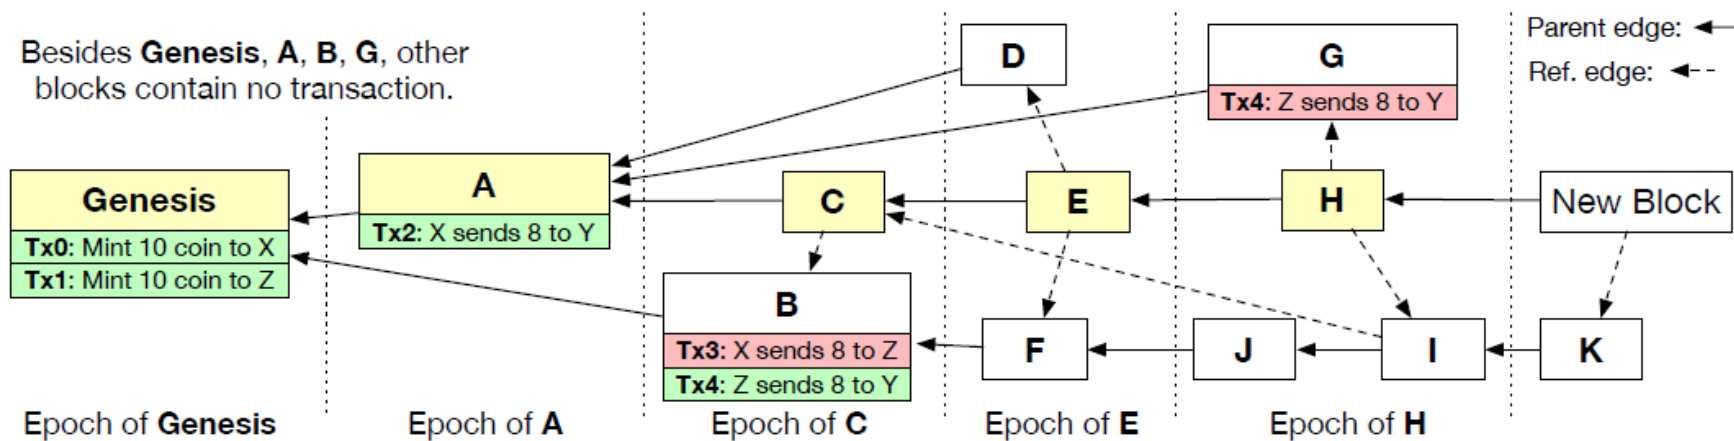 Besides Genesis, A, B, G, other
blocks contain no transaction.
Parent edge:
Ref. edge:
D
G
Tx4: Z sends 8 to Y
Genesis
Tx0: Mint 10 coin to X
Tx1: Mint 10 coin to Z
A
Tx2: X sends 8 to Y
C
E
H
New Block
B
Tx3: X sends 8 to Z
Tx4: Z sends 8 to Y
F
J
I
K
Epoch of Genesis
Epoch of A
Epoch of C
Epoch of E
Epoch of H